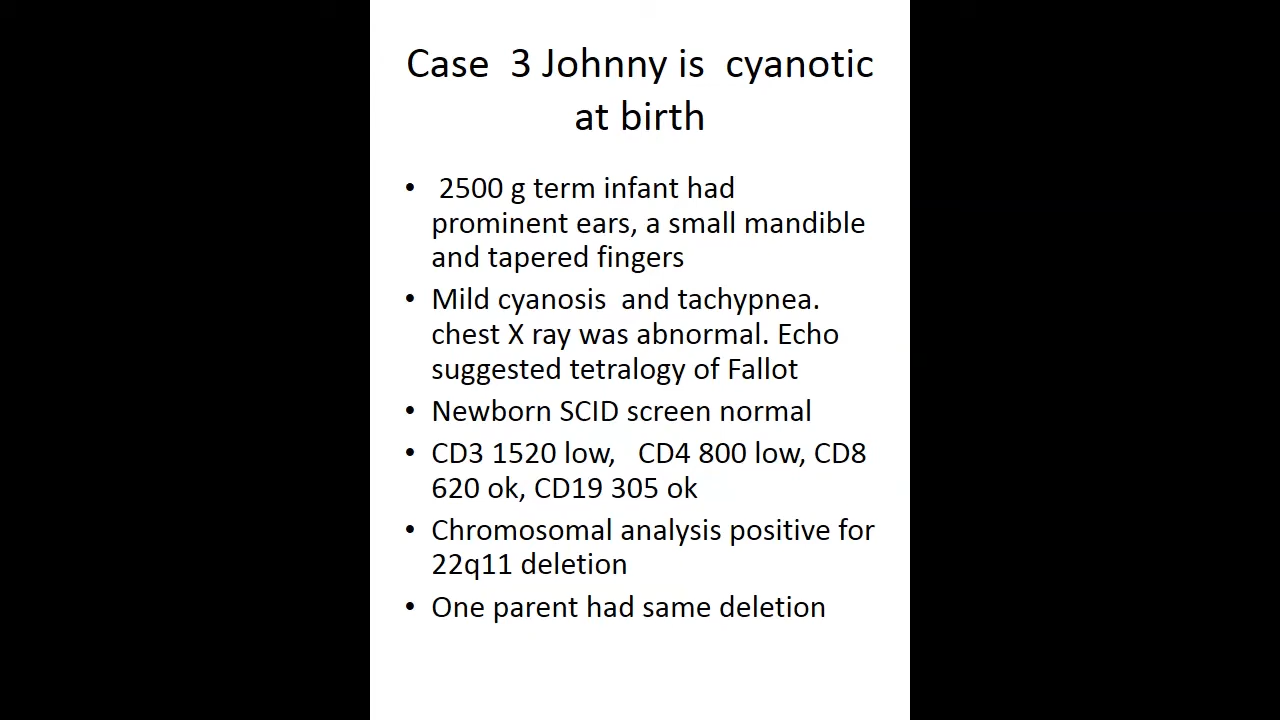 Case  3 Johnny is  cyanotic
at birth
•  2500 g term infant had
prominent ears, a small mandible
and tapered fingers
• Mild cyanosis  and tachypnea.
chest X ray was abnormal. Echo
suggested tetralogy of Fallot
• Newborn SCID screen normal
• CD3 1520 low,   CD4 800 low, CD8
620 ok, CD19 305 ok
• Chromosomal analysis positive for
22q11 deletion
• One parent had same deletion